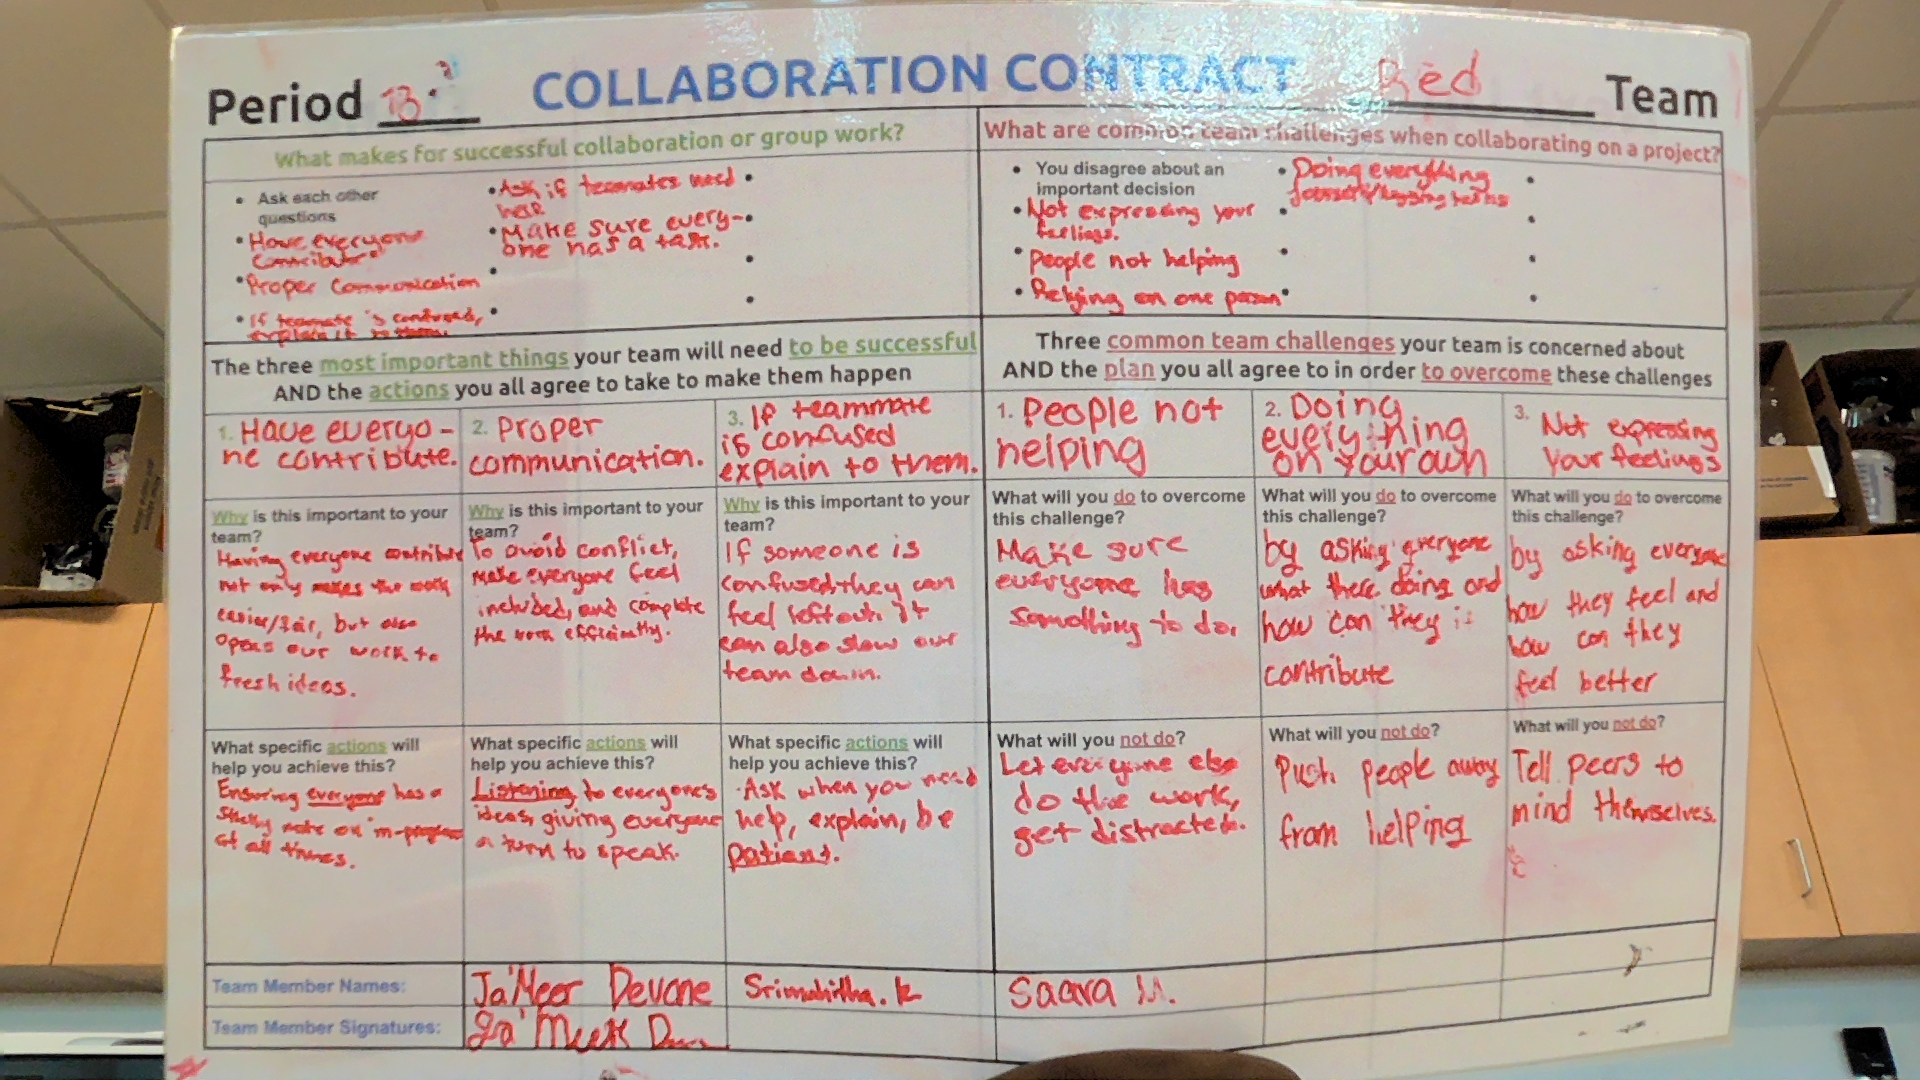 Period 13
COLLABORATION CONTRACT
Red Team
What makes for successful collaboration or group work?
• Ask each other
questions
• Have everyone
contribute
• Proper Communication
• If teammate is confused,
explain it to them.
• Ask if teamates need
• Make sure every-
one has a task.
What are common team challenges when collaborating on a project?
• You disagree about an
important decision
• Not expressing your
feelings.
• People not helping
• Relying on one person
• Doing everything
The three most important things your team will need to be successful
AND the actions you all agree to take to make them happen
Three common team challenges your team is concerned about
AND the plan you all agree to in order to overcome these challenges
1. Have everyo-
ne contribute.
2. Proper
communication.
3. If teammate
is confused
explain to them.
1. People not
helping
2. Doing
everything
on your own
3. Not expressing
your feelings
Why is this important to your
team?
Having everyone contribute
not only makes the work
easier/fair, but also
opens our work to
fresh ideas.
Why is this important to your
team?
To avoid conflict,
make everyone feel
included, and complete
the work efficiently.
Why is this important to your
team?
If someone is
confused, they can
feel left out. it
can also slow our
team down.
What will you do to overcome
this challenge?
Make sure
everyone has
something to do.
What will you do to overcome
this challenge?
by asking everyone
what there doing and
how can they
contribute
What will you do to overcome
this challenge?
by asking everyone
how they feel and
how can they
feel better
What specific actions will
help you achieve this?
Ensuring everyone has a
sticky note on in-progress
at all times.
What specific actions will
help you achieve this?
Listening to everyone's
ideas, giving everyone
a turn to speak.
What specific actions will
help you achieve this?
Ask when you need
help, explain, be
patient.
What will you not do?
Let everyone else
do the work,
get distracted.
What will you not do?
Push people away
from helping
What will you not do?
Tell peers to
mind themselves.
Team Member Names: Ja'Meer Devone Srimahitha. K Saara M.
Team Member Signatures: Ja'Meer